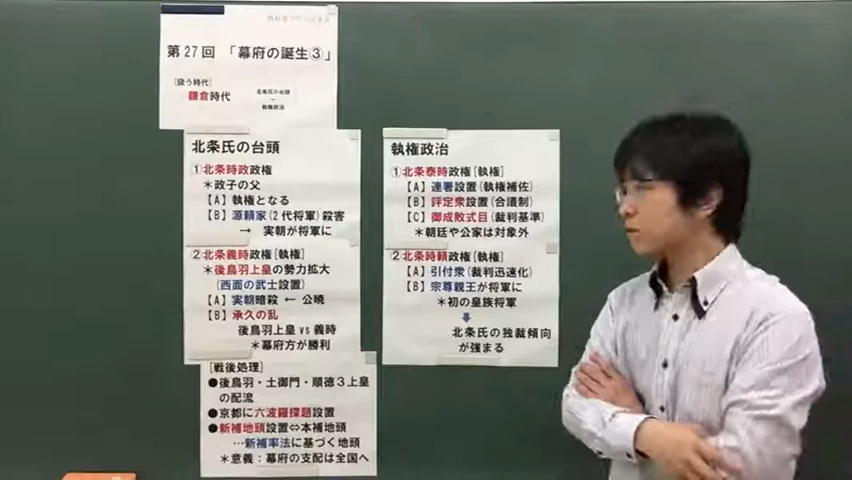 第27回 「幕府の誕生③」
[扱う時代]
鎌倉時代
北条氏の台頭
~
執権政治
北条氏の台頭
①北条時政政権
＊政子の父
【A】執権となる
【B】源頼家(2代将軍)殺害
→ 実朝が将軍に
②北条義時政権[執権]
＊後鳥羽上皇の勢力拡大
(西面の武士設置)
【A】実朝暗殺 ← 公暁
【B】承久の乱
後鳥羽上皇 vs 義時
＊幕府方が勝利
[戦後処理]
●後鳥羽・土御門・順徳3上皇
の配流
●京都に六波羅探題設置
●新補地頭設置⇔本補地頭
…新補率法に基づく地頭
＊意義：幕府の支配は全国へ
執権政治
①北条泰時政権[執権]
【A】連署設置(執権補佐)
【B】評定衆設置(合議制)
【C】御成敗式目(裁判基準)
＊朝廷や公家は対象外
②北条時頼政権[執権]
【A】引付衆(裁判迅速化)
【B】宗尊親王が将軍に
＊初の皇族将軍
⬇
北条氏の独裁傾向
が強まる